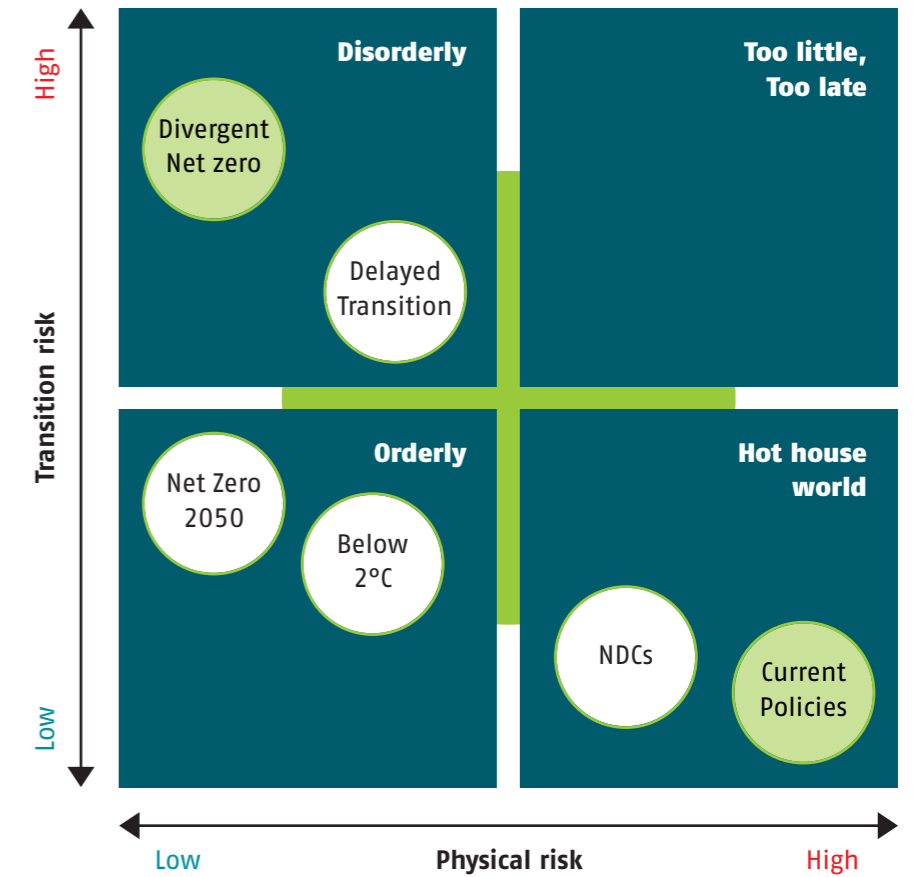 High
Transition risk
Low
Disorderly
Divergent
Net zero
Delayed
Transition
Too little,
Too late
Orderly
Net Zero
2050
Below
2°C
Hot house
world
NDCs
Current
Policies
Low
Physical risk
High